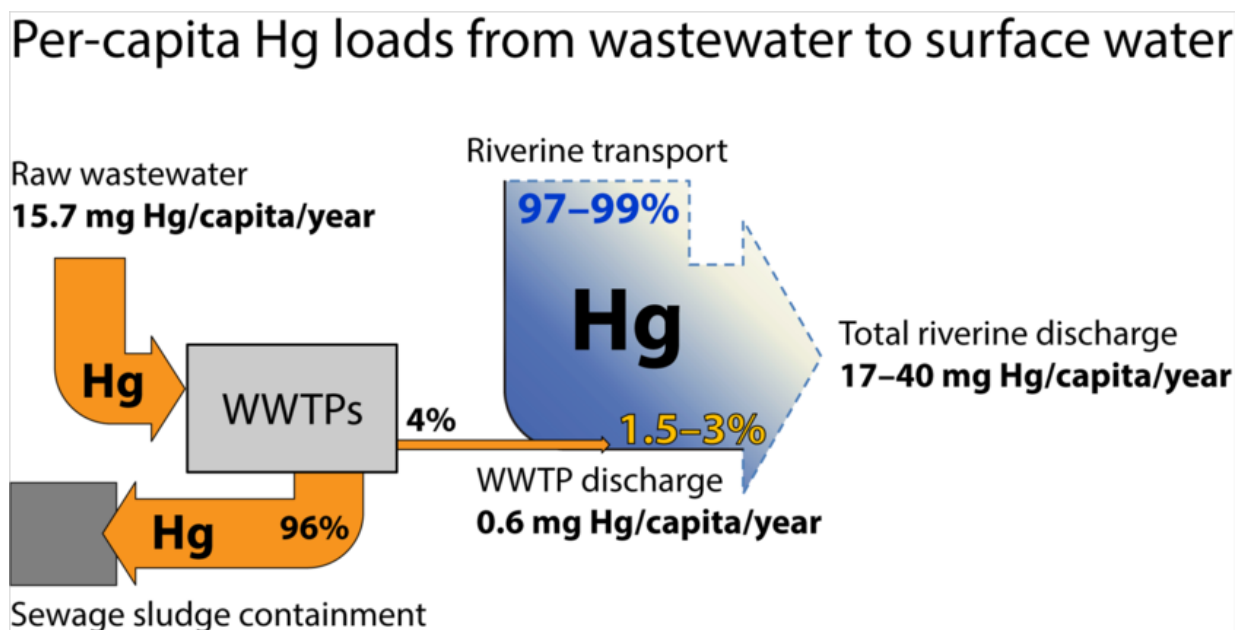 Per-capita Hg loads from wastewater to surface water
Raw wastewater
15.7 mg Hg/capita/year
Riverine transport
97–99%
Hg
Hg
WWTPs
4%
1.5–3%
Total riverine discharge
17–40 mg Hg/capita/year
WWTP discharge
0.6 mg Hg/capita/year
Hg
96%
Sewage sludge containment